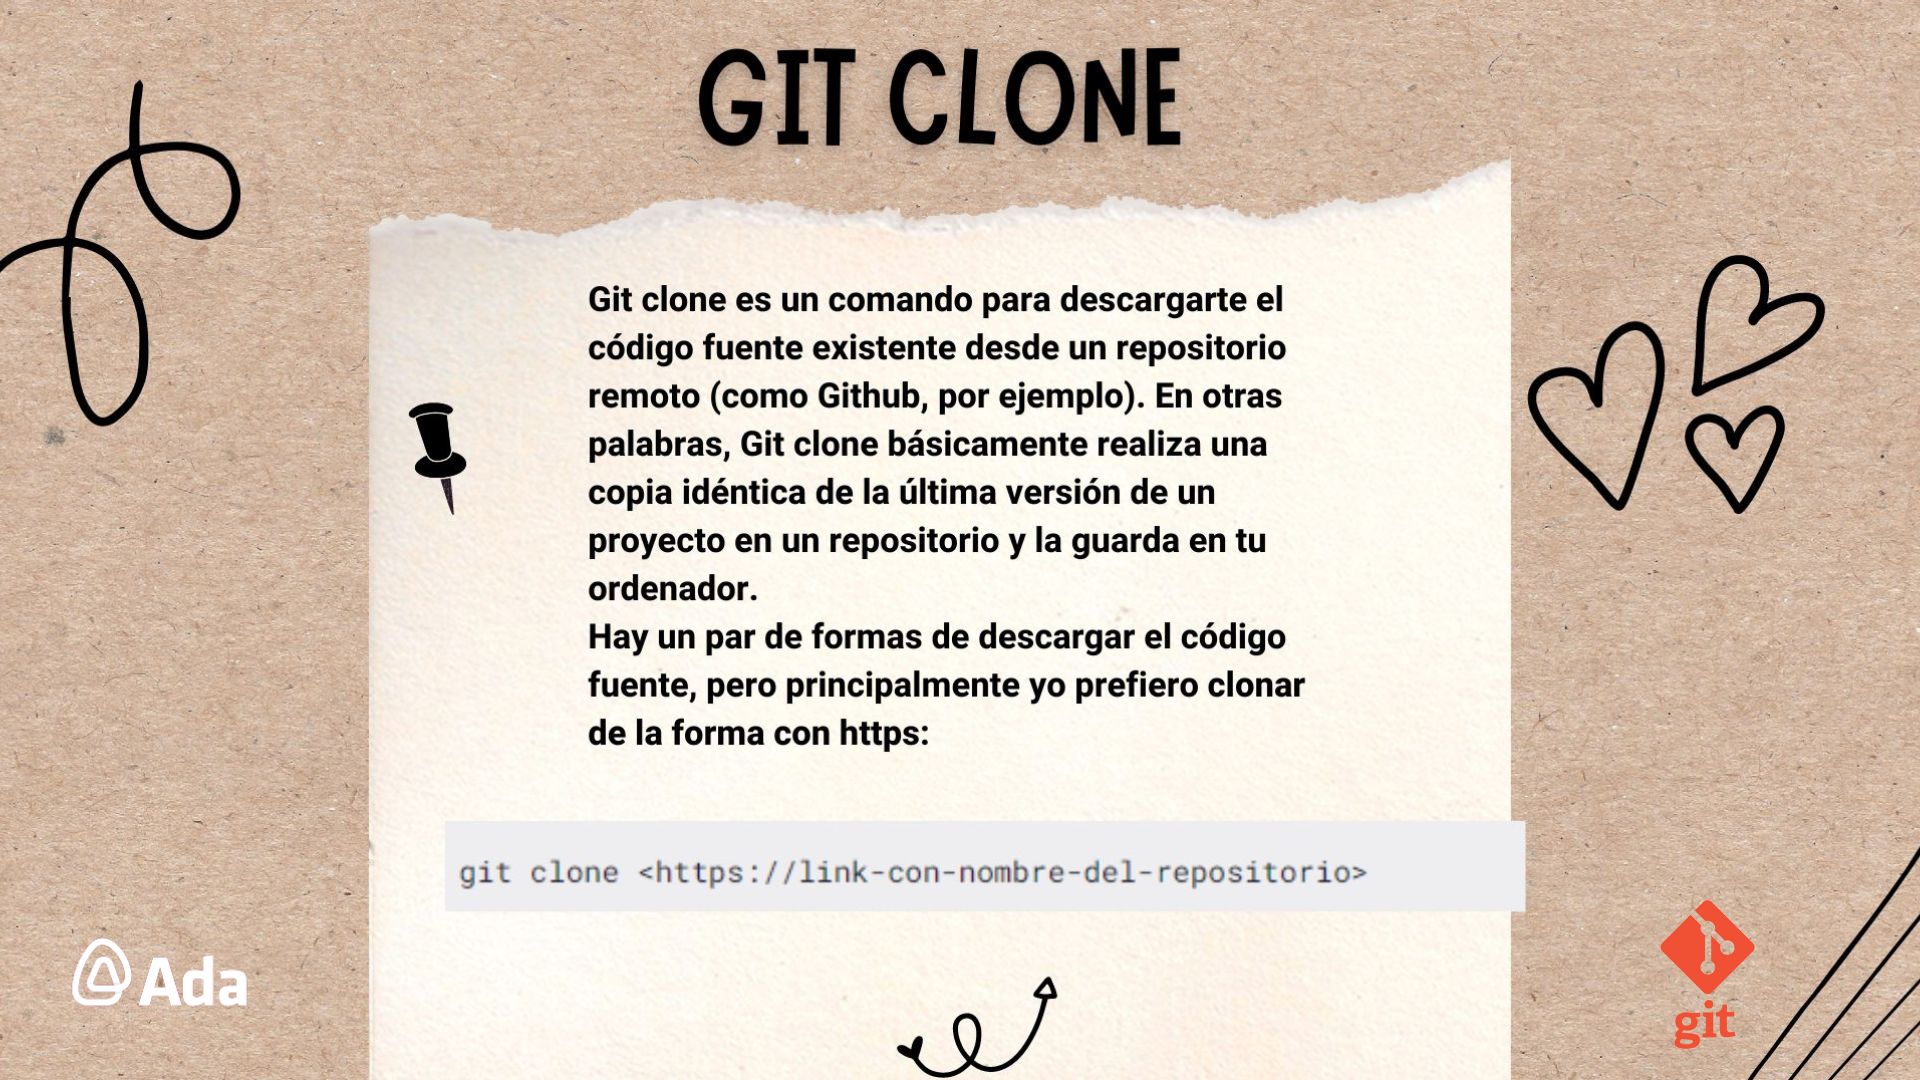 GIT CLONE
Git clone es un comando para descargarte el
código fuente existente desde un repositorio
remoto (como Github, por ejemplo). En otras
palabras, Git clone básicamente realiza una
copia idéntica de la última versión de un
proyecto en un repositorio y la guarda en tu
ordenador.
Hay un par de formas de descargar el código
fuente, pero principalmente yo prefiero clonar
de la forma con https:
git clone <https://link-con-nombre-del-repositorio>
Ada
git